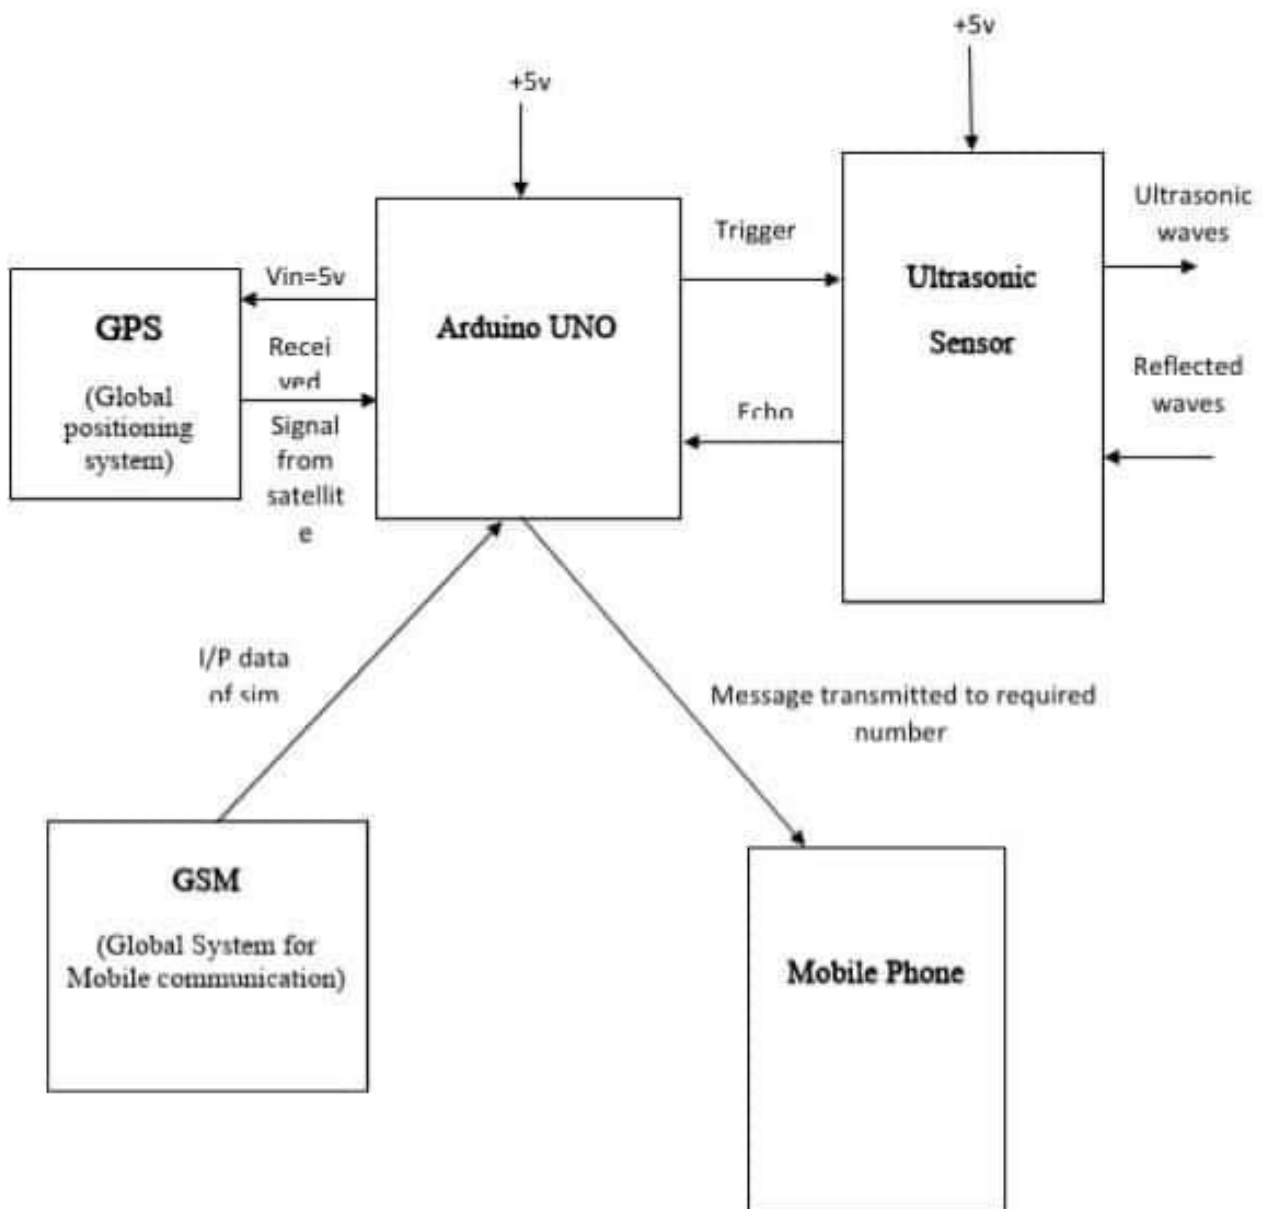 +5v
+5v
Ultrasonic
waves
Trigger
Vin=5v
Ultrasonic
Sensor
GPS
Arduino UNO
Recei
ved
Reflected
waves
(Global
positioning
system)
Echo
Signal
from
satellit
e
I/P data
of sim
Message transmitted to required
number
GSM
(Global System for
Mobile communication)
Mobile Phone